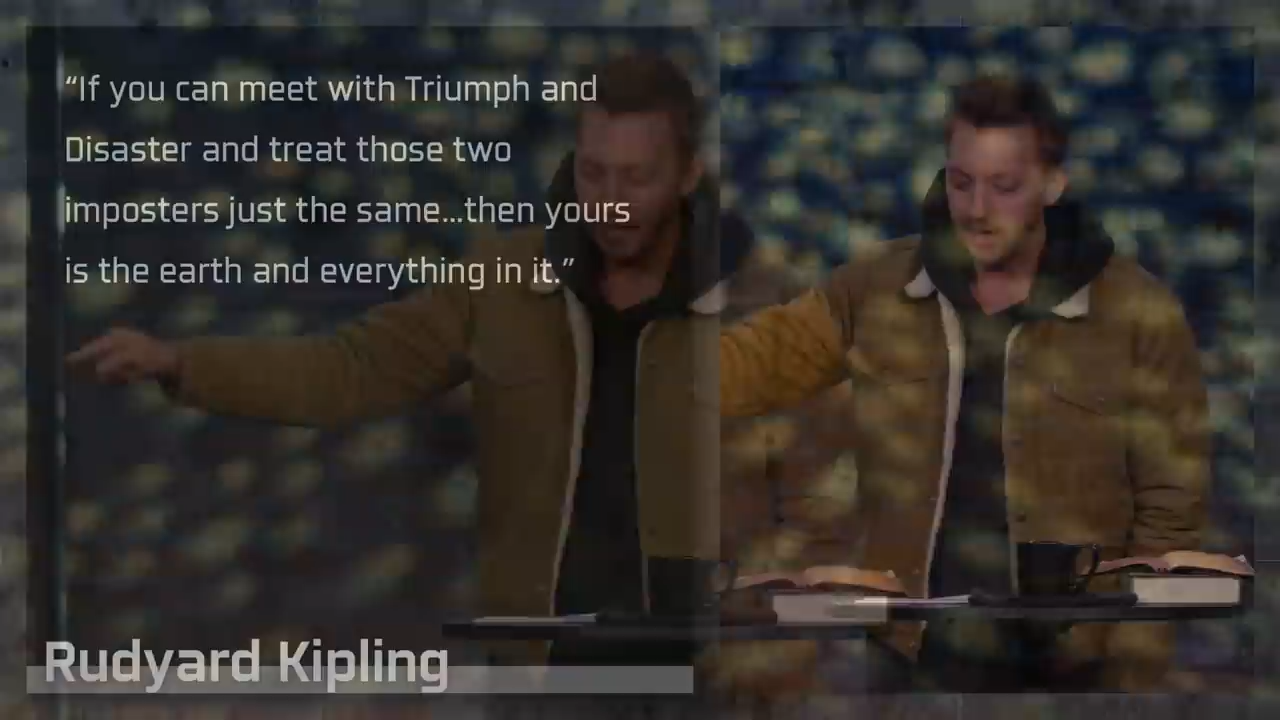 “If you can meet with Triumph and
Disaster and treat those two
imposters just the same...then yours
is the earth and everything in it.”
Rudyard Kipling